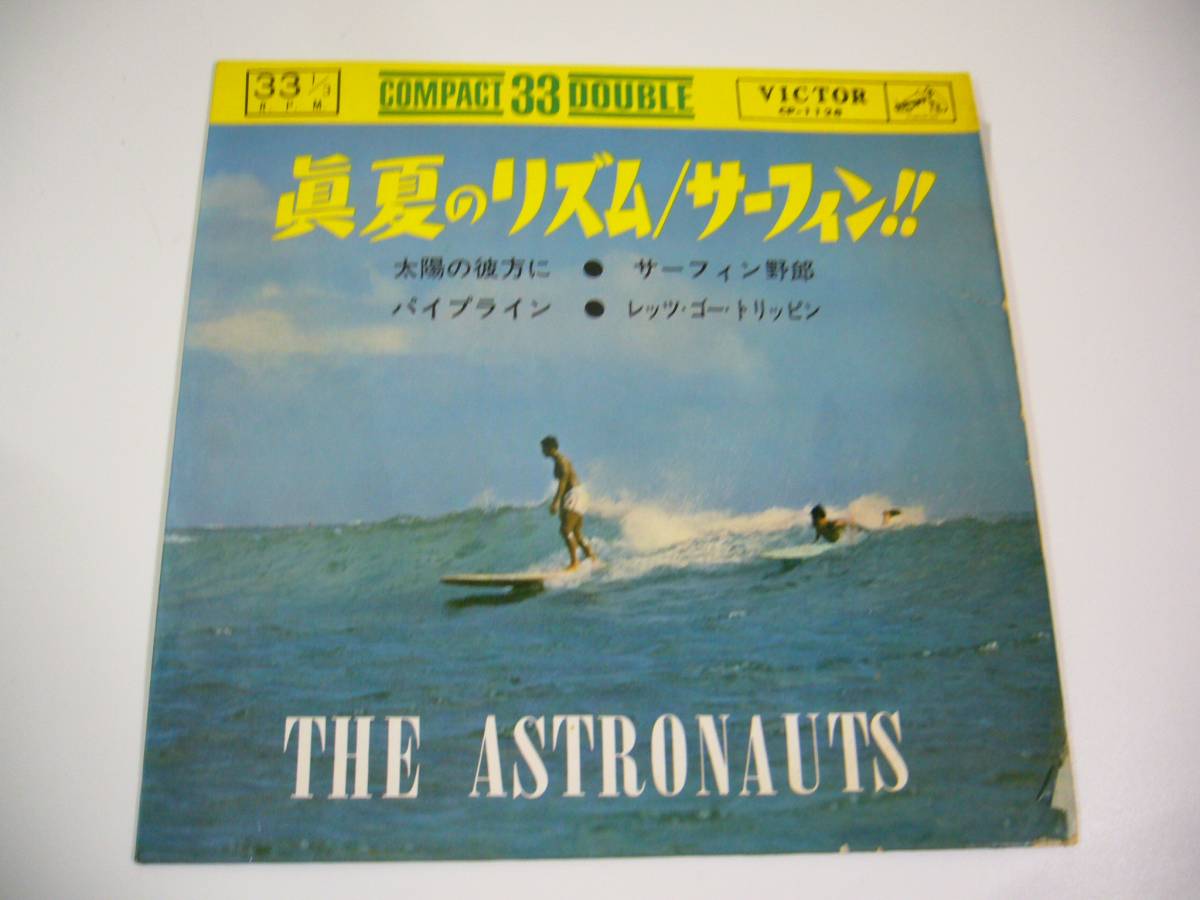 33 1/3 COMPACT 33 DOUBLE VICTOR
R.P.M. CP-1128
眞夏のリズム/サーフィン!!
太陽の彼方に ● サーフィン野郎
パイプライン ● レッツ・ゴー・トリッピン
THE ASTRONAUTS